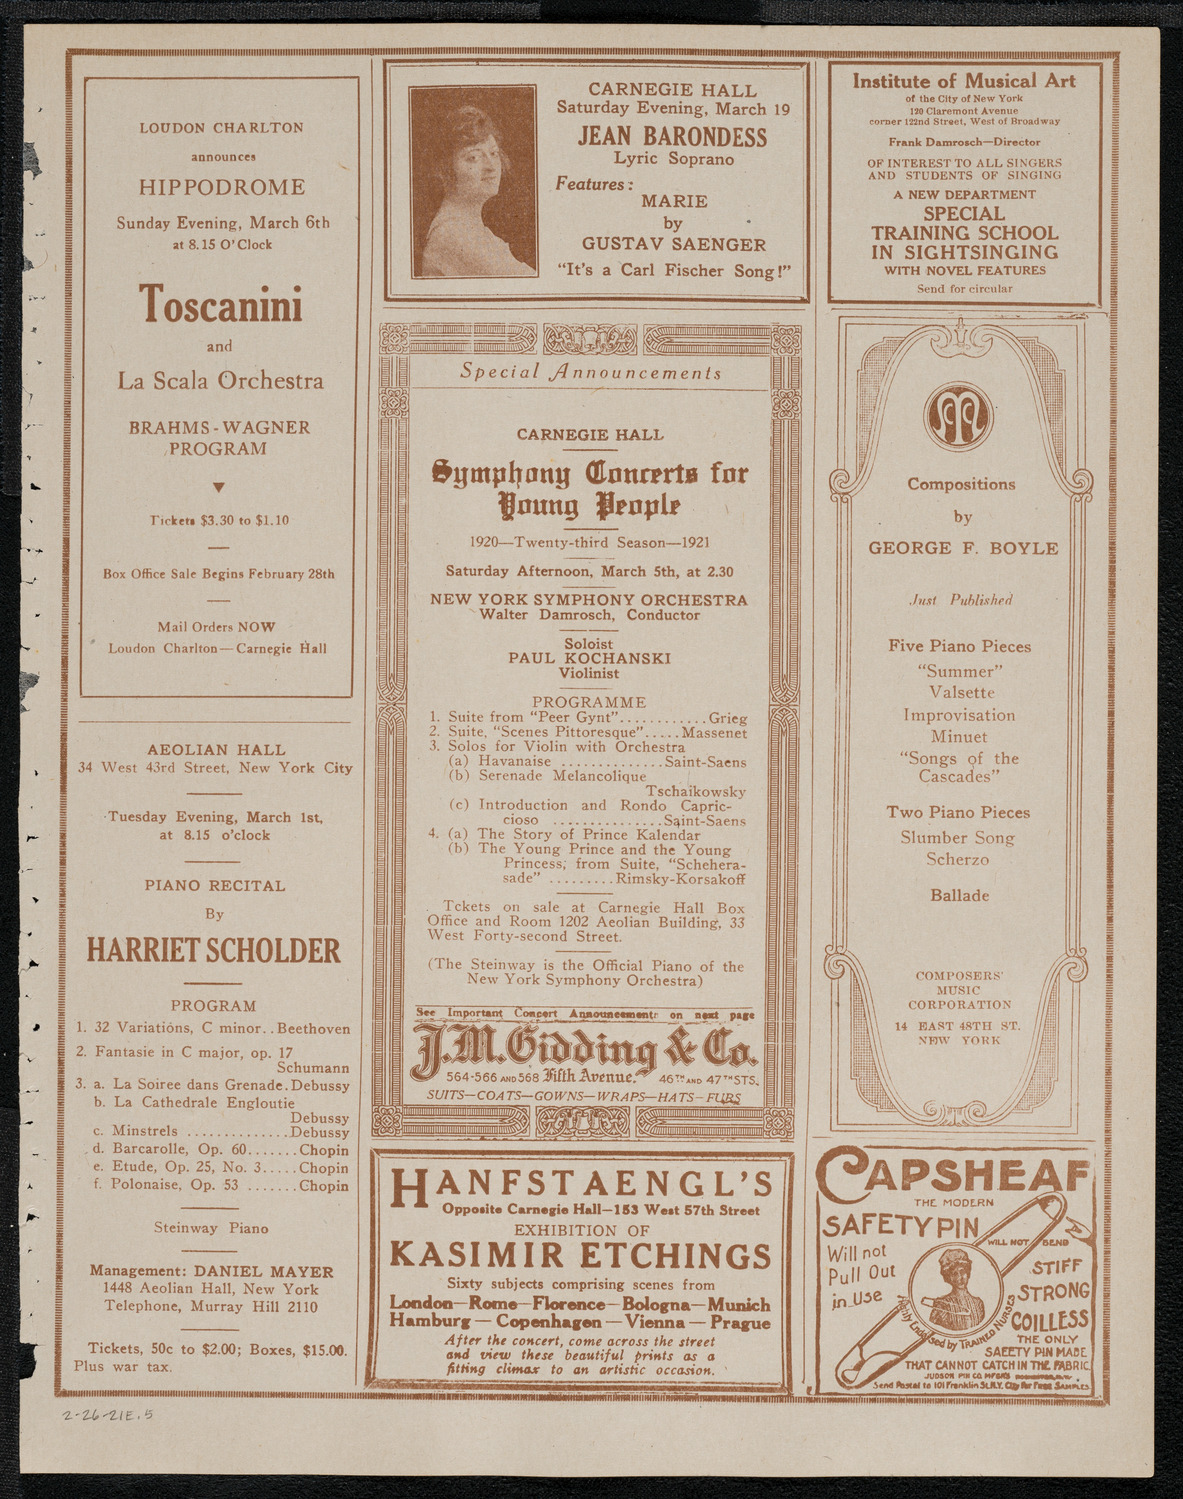 LOUDON CHARLTON
announces
HIPPODROME
Sunday Evening, March 6th
at 8.15 O'Clock
Toscanini
and
La Scala Orchestra
BRAHMS-WAGNER
PROGRAM
Tickets $3.30 to $1.10
Box Office Sale Begins February 28th
Mail Orders NOW
Loudon Charlton—Carnegie Hall
AEOLIAN HALL
34 West 43rd Street, New York City
Tuesday Evening, March 1st,
at 8.15 o'clock
PIANO RECITAL
By
HARRIET SCHOLDER
PROGRAM
1. 32 Variations, C minor..Beethoven
2. Fantasie in C major, op. 17
Schumann
3. a. La Soiree dans Grenade.Debussy
b. La Cathedrale Engloutie
Debussy
c. Minstrels .............Debussy
d. Barcarolle, Op. 60.......Chopin
e. Etude, Op. 25, No. 3.....Chopin
f. Polonaise, Op. 53 .......Chopin
Steinway Piano
Management: DANIEL MAYER
1448 Aeolian Hall, New York
Telephone, Murray Hill 2110
Tickets, 50c to $2.00; Boxes, $15.00.
Plus war tax.
CARNEGIE HALL
Saturday Evening, March 19
JEAN BARONDESS
Lyric Soprano
Features:
MARIE
by
GUSTAV SAENGER
"It's a Carl Fischer Song!"
Special Announcements
CARNEGIE HALL
Symphony Concerts for
Young People
1920—Twenty-third Season—1921
Saturday Afternoon, March 5th, at 2.30
NEW YORK SYMPHONY ORCHESTRA
Walter Damrosch, Conductor
Soloist
PAUL KOCHANSKI
Violinist
PROGRAMME
1. Suite from "Peer Gynt"............Grieg
2. Suite, "Scenes Pittoresque".....Massenet
3. Solos for Violin with Orchestra
(a) Havanaise .............Saint-Saens
(b) Serenade Melancolique
Tschaikowsky
(c) Introduction and Rondo Capric-
cioso ..............Saint-Saens
4. (a) The Story of Prince Kalendar
(b) The Young Prince and the Young
Princess, from Suite, "Schehera-
sade" .........Rimsky-Korsakoff
Tckets on sale at Carnegie Hall Box
Office and Room 1202 Aeolian Building, 33
West Forty-second Street.
(The Steinway is the Official Piano of the
New York Symphony Orchestra)
See Important Concert Announcements on next page
J.M. Gidding & Co.
564-566 AND 568 Fifth Avenue. 46TH AND 47TH STS.
SUITS—COATS—GOWNS—WRAPS—HATS—FURS
HANFSTAENGL'S
Opposite Carnegie Hall—153 West 57th Street
EXHIBITION OF
KASIMIR ETCHINGS
Sixty subjects comprising scenes from
London—Rome—Florence—Bologna—Munich
Hamburg—Copenhagen—Vienna—Prague
After the concert, come across the street
and view these beautiful prints as a
fitting climax to an artistic occasion.
Institute of Musical Art
of the City of New York
120 Claremont Avenue
corner 122nd Street, West of Broadway
Frank Damrosch—Director
OF INTEREST TO ALL SINGERS
AND STUDENTS OF SINGING
A NEW DEPARTMENT
SPECIAL
TRAINING SCHOOL
IN SIGHTSINGING
WITH NOVEL FEATURES
Send for circular
Compositions
by
GEORGE F. BOYLE
Just Published
Five Piano Pieces
"Summer"
Valsette
Improvisation
Minuet
"Songs of the
Cascades"
Two Piano Pieces
Slumber Song
Scherzo
Ballade
COMPOSERS'
MUSIC
CORPORATION
14 EAST 48TH ST.
NEW YORK
CAPSHEAF
THE MODERN
SAFETY PIN
WILL NOT BEND
Will not
Pull Out
in Use
STIFF
STRONG
COILLESS
Highly Endorsed by TRAINED NURSES
THE ONLY
SAFETY PIN MADE
THAT CANNOT CATCH IN THE FABRIC
JUDSON PIN CO. MFGRS
Send Postal to 101 Franklin St. N.Y. City for Free SAMPLES
2-26-21E.5